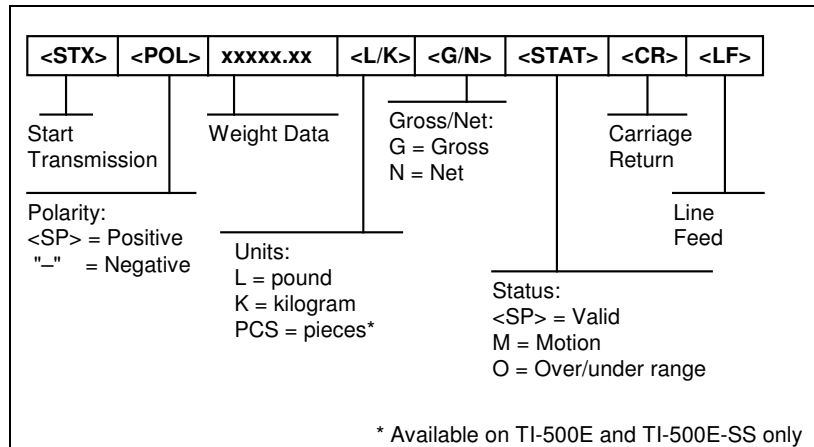 <STX> <POL> xxxxx.xx <L/K> <G/N> <STAT> <CR> <LF>
Start
Transmission
Weight Data
Gross/Net:
G = Gross
N = Net
Carriage
Return
Polarity:
<SP> = Positive
"–" = Negative
Units:
L = pound
K = kilogram
PCS = pieces*
Line
Feed
Status:
<SP> = Valid
M = Motion
O = Over/under range
* Available on TI-500E and TI-500E-SS only